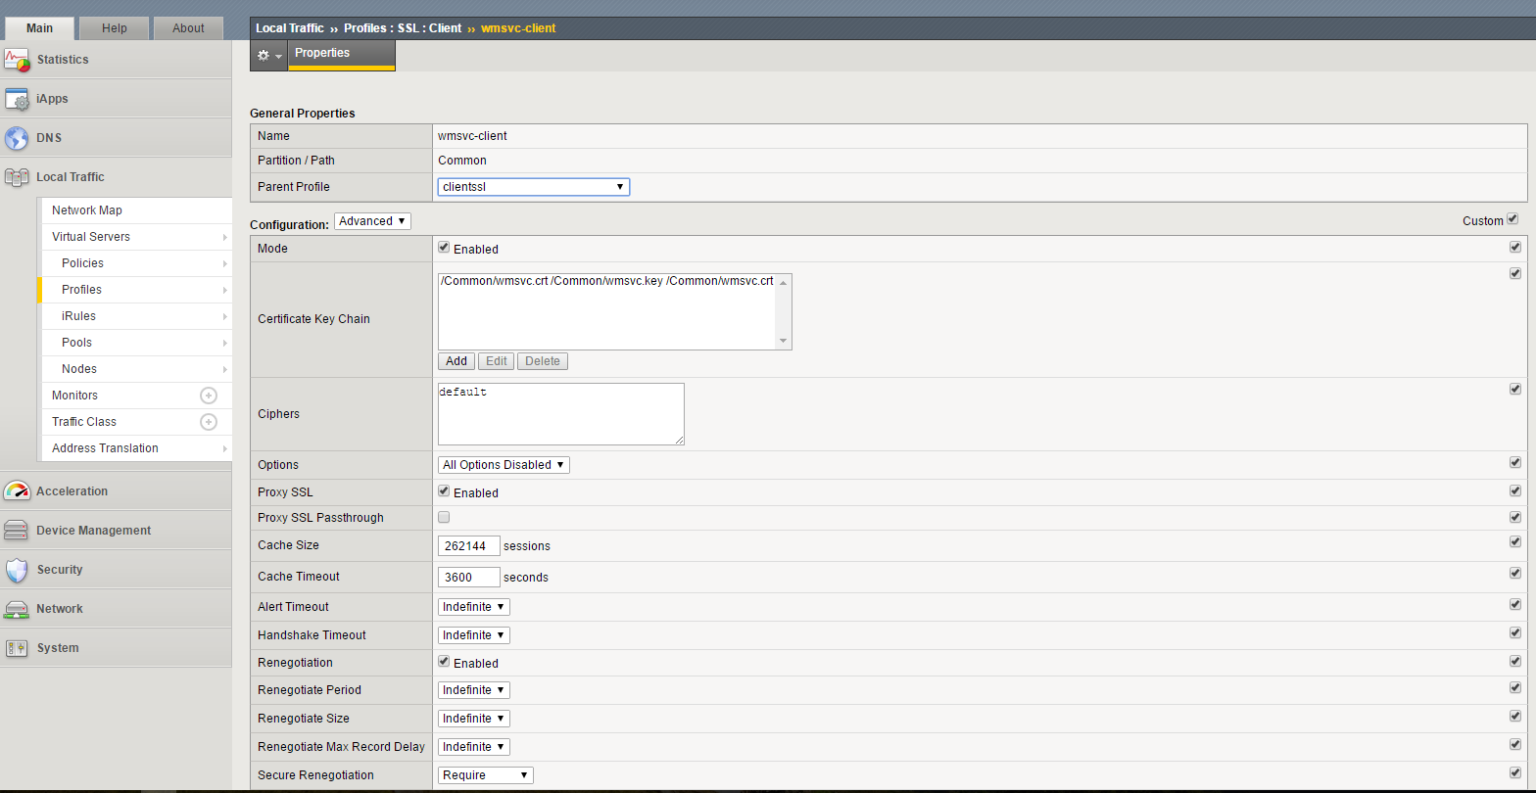 Main Help About
Local Traffic ›› Profiles : SSL : Client ›› wmsvc-client
Properties
Statistics
iApps
DNS
Local Traffic
Network Map
Virtual Servers
Policies
Profiles
iRules
Pools
Nodes
Monitors
Traffic Class
Address Translation
Acceleration
Device Management
Security
Network
System
General Properties
Name wmsvc-client
Partition / Path Common
Parent Profile clientssl
Configuration: Advanced Custom
Mode Enabled
Certificate Key Chain /Common/wmsvc.crt /Common/wmsvc.key /Common/wmsvc.crt
Add Edit Delete
Ciphers default
Options All Options Disabled
Proxy SSL Enabled
Proxy SSL Passthrough
Cache Size 262144 sessions
Cache Timeout 3600 seconds
Alert Timeout Indefinite
Handshake Timeout Indefinite
Renegotiation Enabled
Renegotiate Period Indefinite
Renegotiate Size Indefinite
Renegotiate Max Record Delay Indefinite
Secure Renegotiation Require